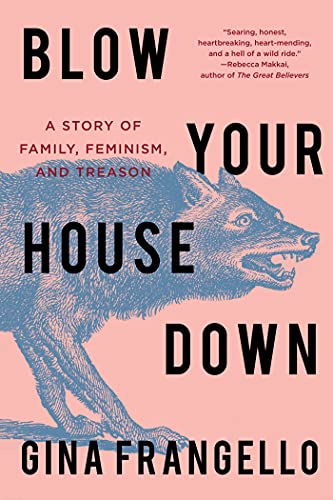 BLOW
"Searing, honest,
heartbreaking, heart-mending,
and a hell of a wild ride."
—Rebecca Makkai,
author of The Great Believers
A STORY OF
FAMILY, FEMINISM,
AND TREASON
YOUR
HOUSE
DOWN
GINA FRANGELLO